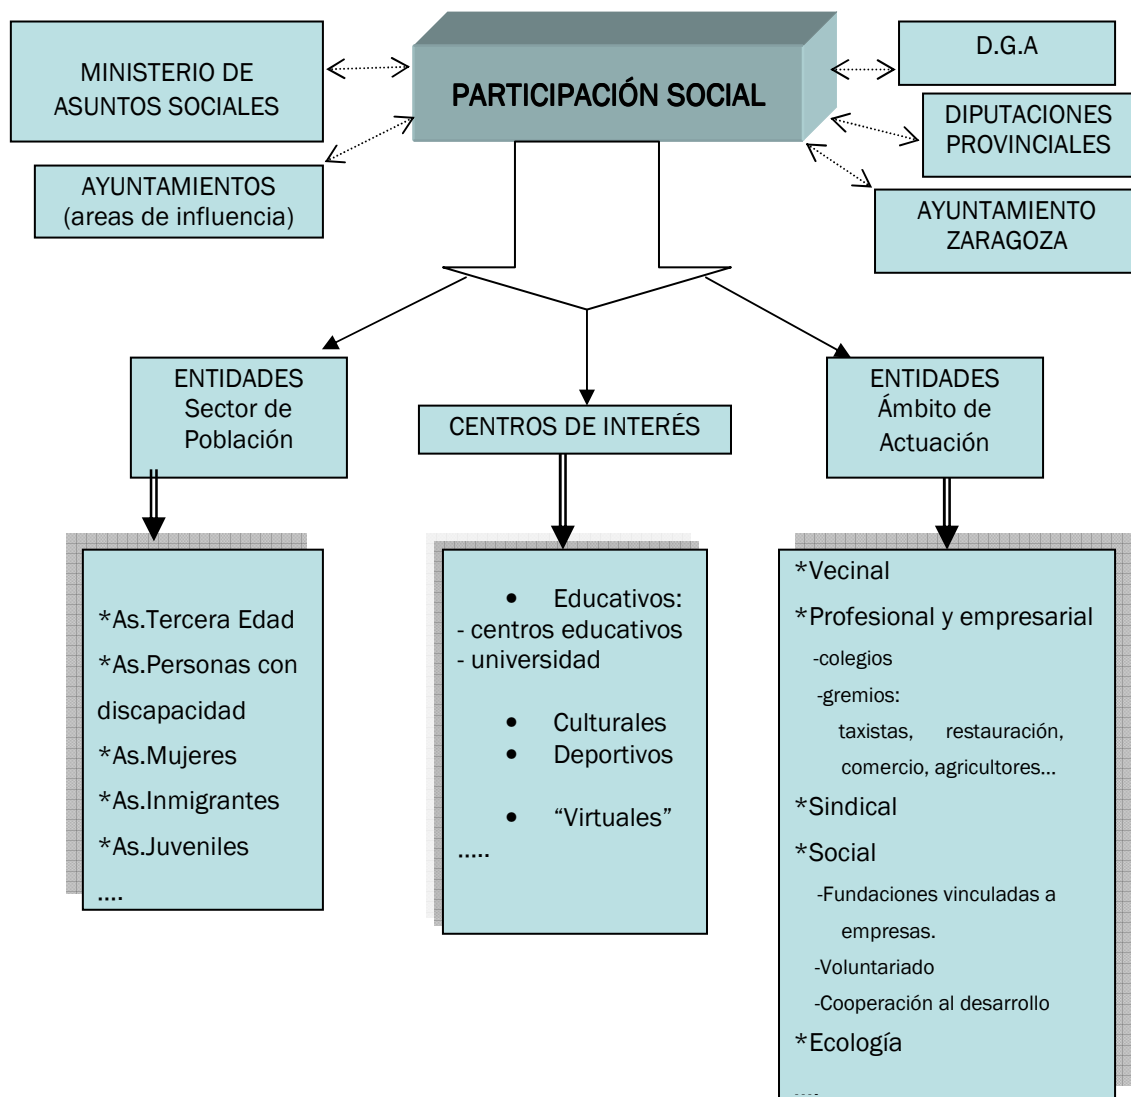 MINISTERIO DE
ASUNTOS SOCIALES
PARTICIPACIÓN SOCIAL
D.G.A
DIPUTACIONES
PROVINCIALES
AYUNTAMIENTOS
(areas de influencia)
AYUNTAMIENTO
ZARAGOZA
ENTIDADES
Sector de
Población
CENTROS DE INTERÉS
ENTIDADES
Ámbito de
Actuación
*As.Tercera Edad
*As.Personas con
discapacidad
*As.Mujeres
*As.Inmigrantes
*As.Juveniles
....
• Educativos:
- centros educativos
- universidad
• Culturales
• Deportivos
• “Virtuales”
.....
*Vecinal
*Profesional y empresarial
-colegios
-gremios:
taxistas, restauración,
comercio, agricultores...
*Sindical
*Social
-Fundaciones vinculadas a
empresas.
-Voluntariado
-Cooperación al desarrollo
*Ecología
....